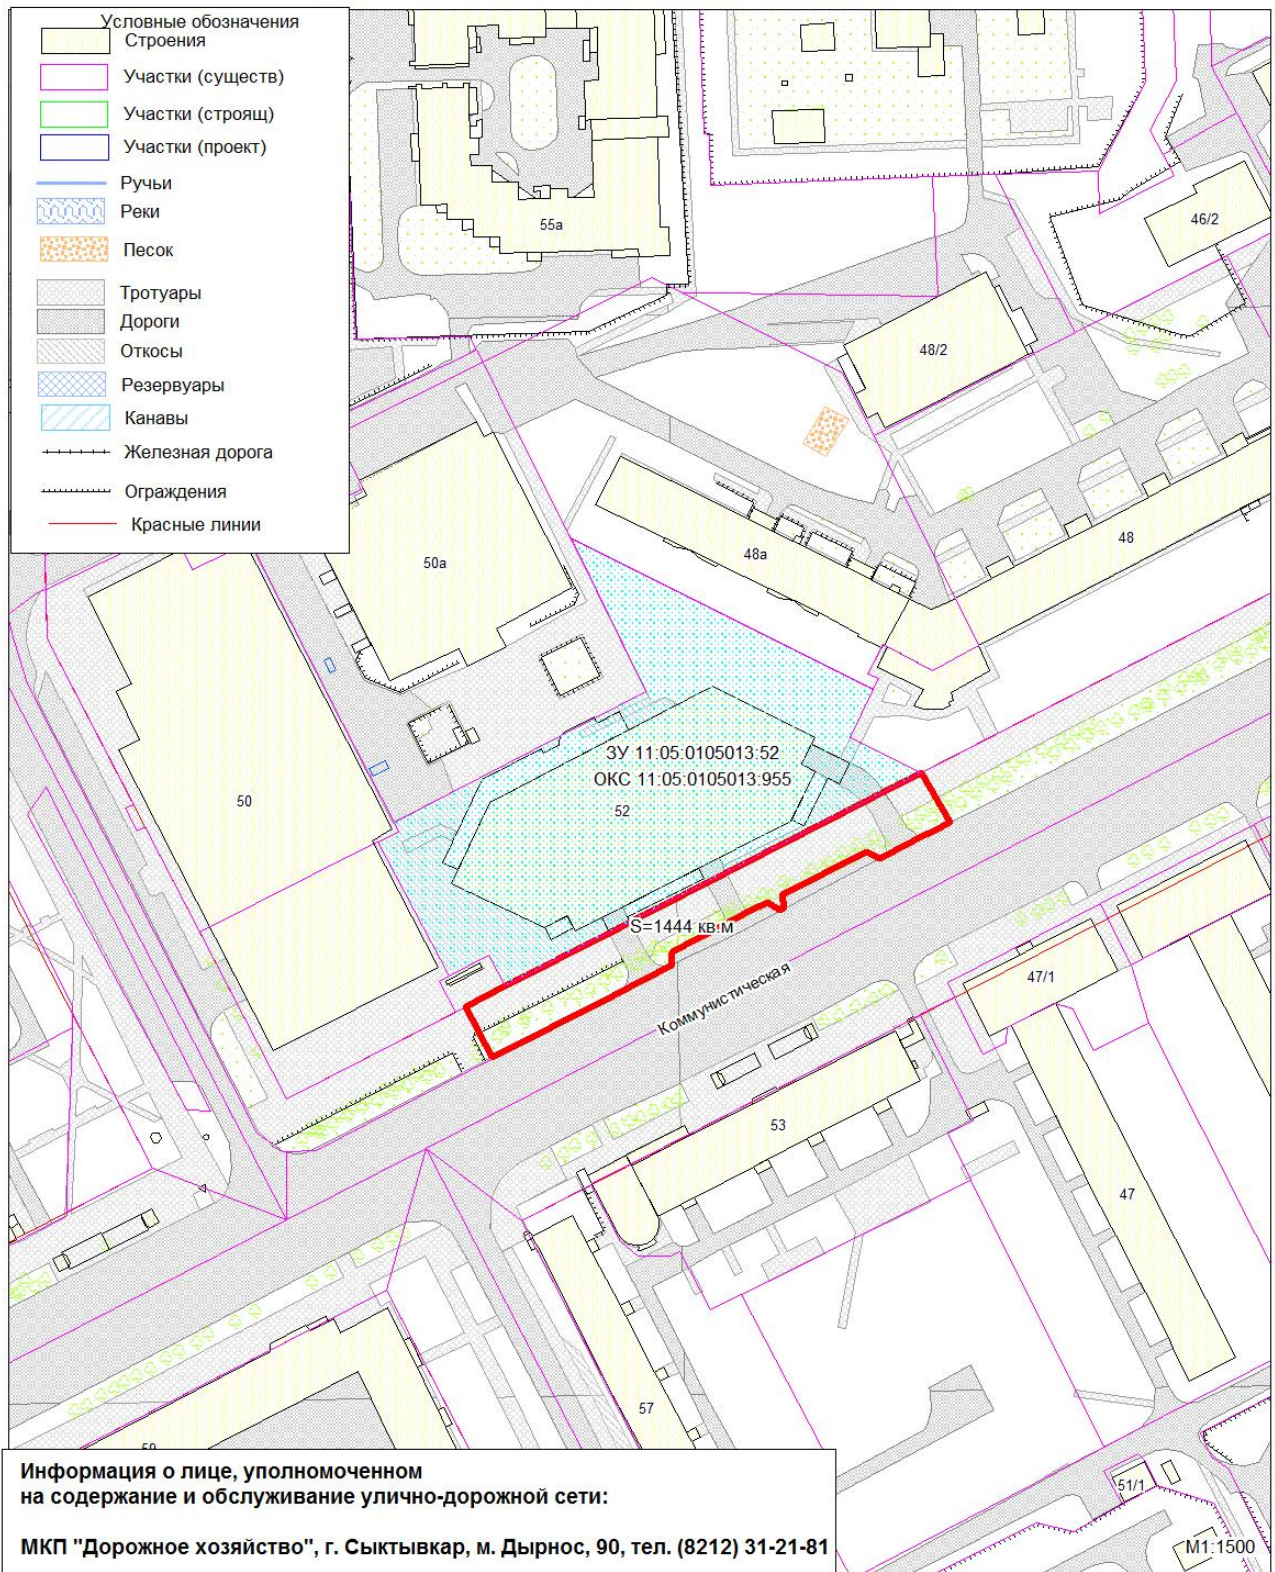 Условные обозначения
Строения
Участки (существ)
Участки (строящ)
Участки (проект)
Ручьи
Реки
Песок
Тротуары
Дороги
Откосы
Резервуары
Канавы
Железная дорога
Ограждения
Красные линии
55а
46/2
48/2
48
48а
50а
ЗУ 11:05:0105013:52
ОКС 11:05:0105013:955
50
52
S=1444 кв.м
Коммунистическая
47/1
53
47
57
59
51/1
Информация о лице, уполномоченном
на содержание и обслуживание улично-дорожной сети:
МКП "Дорожное хозяйство", г. Сыктывкар, м. Дырнос, 90, тел. (8212) 31-21-81
М1:1500